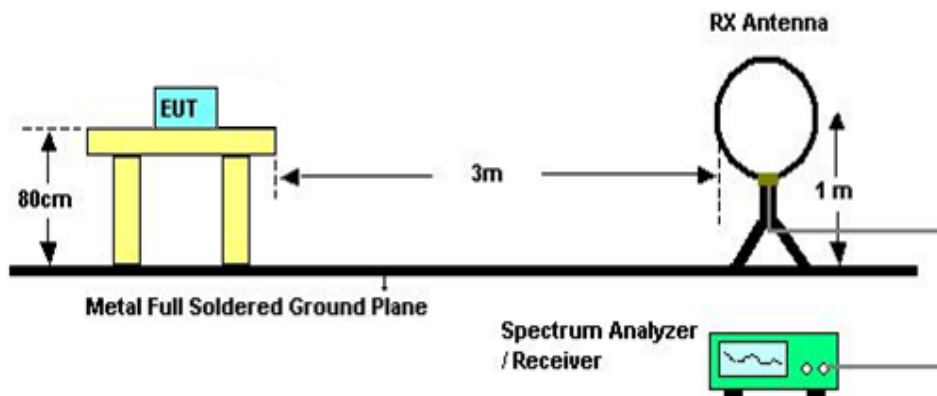 RX Antenna
EUT
3m
80cm
1 m
Metal Full Soldered Ground Plane
Spectrum Analyzer
/ Receiver